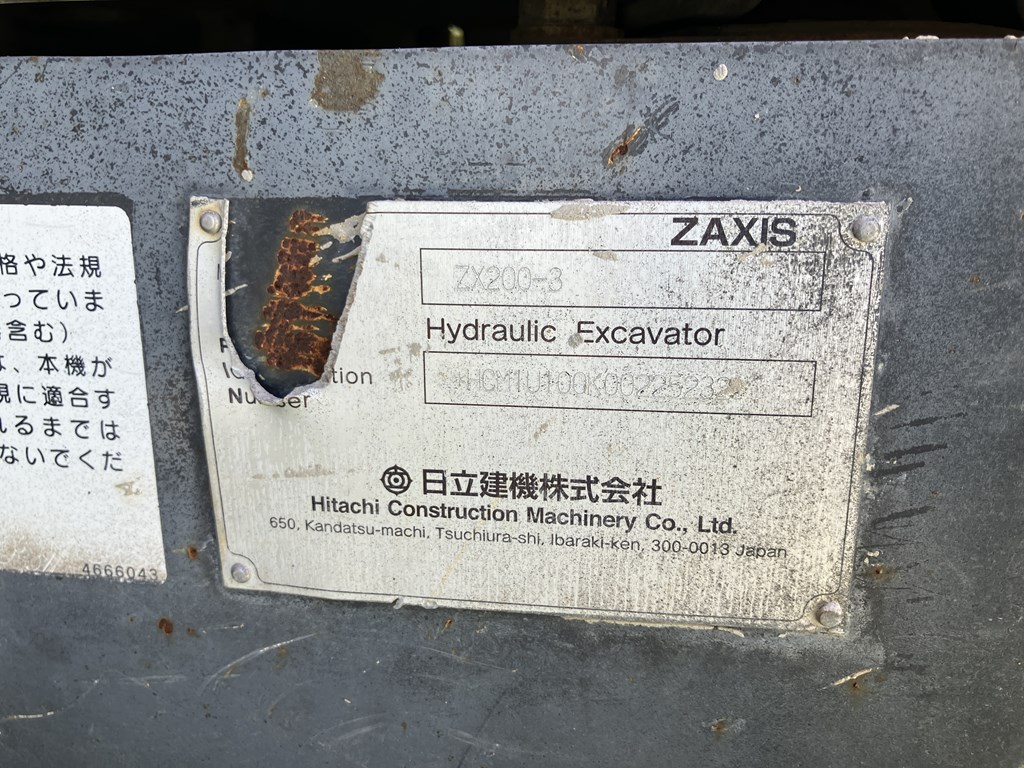 格や法規
っていま
含む）
、本機が
規に適合す
れるまでは
ないでくだ
4666043
ZAXIS
ZX200-3
Hydraulic Excavator
Number
日立建機株式会社
Hitachi Construction Machinery Co., Ltd.
650, Kandatsu-machi, Tsuchiura-shi, Ibaraki-ken, 300-0013 Japan